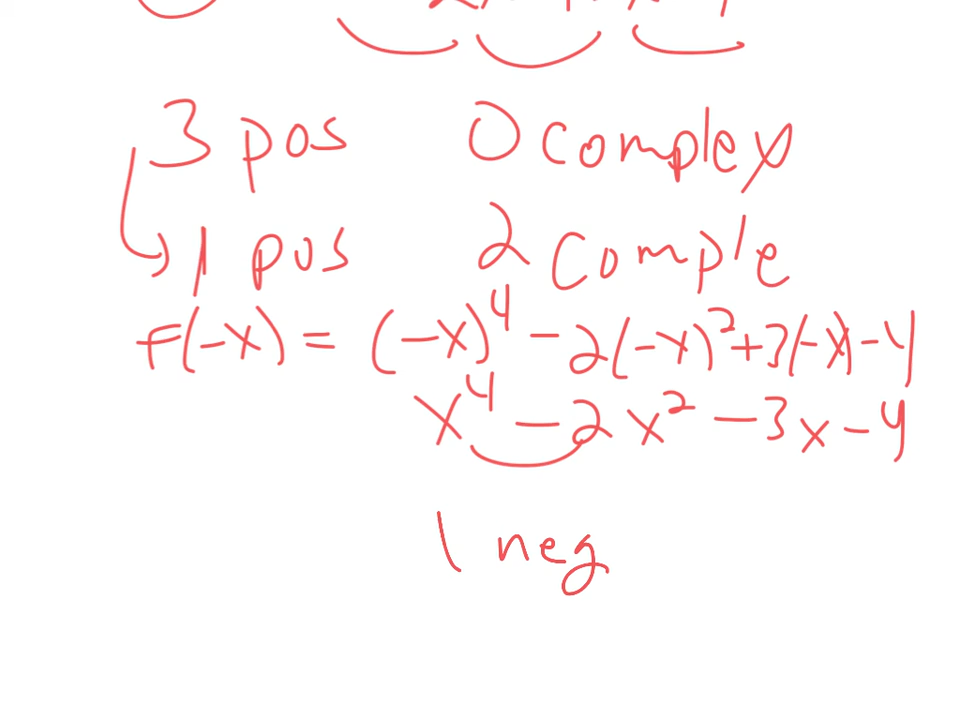 3 pos 0 complex
1 pos 2 comple
f(-x) = (-x)^4 - 2(-x)^2 + 3(-x) - 4
x^4 - 2x^2 - 3x - 4
1 neg